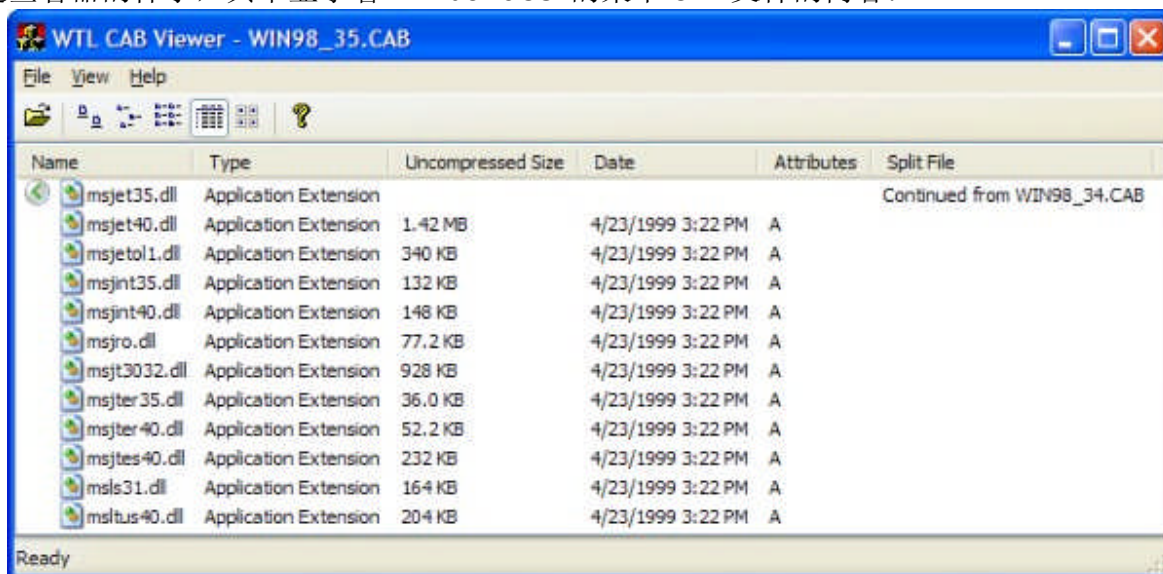 WTL CAB Viewer - WIN98_35.CAB
File View Help
Name Type Uncompressed Size Date Attributes Split File
msjet35.dll Application Extension Continued from WIN98_34.CAB
msjet40.dll Application Extension 1.42 MB 4/23/1999 3:22 PM A
msjetol1.dll Application Extension 340 KB 4/23/1999 3:22 PM A
msjint35.dll Application Extension 132 KB 4/23/1999 3:22 PM A
msjint40.dll Application Extension 148 KB 4/23/1999 3:22 PM A
msjro.dll Application Extension 77.2 KB 4/23/1999 3:22 PM A
msjt3032.dll Application Extension 928 KB 4/23/1999 3:22 PM A
msjter35.dll Application Extension 36.0 KB 4/23/1999 3:22 PM A
msjter40.dll Application Extension 52.2 KB 4/23/1999 3:22 PM A
msjtes40.dll Application Extension 232 KB 4/23/1999 3:22 PM A
msls31.dll Application Extension 164 KB 4/23/1999 3:22 PM A
msltus40.dll Application Extension 204 KB 4/23/1999 3:22 PM A
Ready